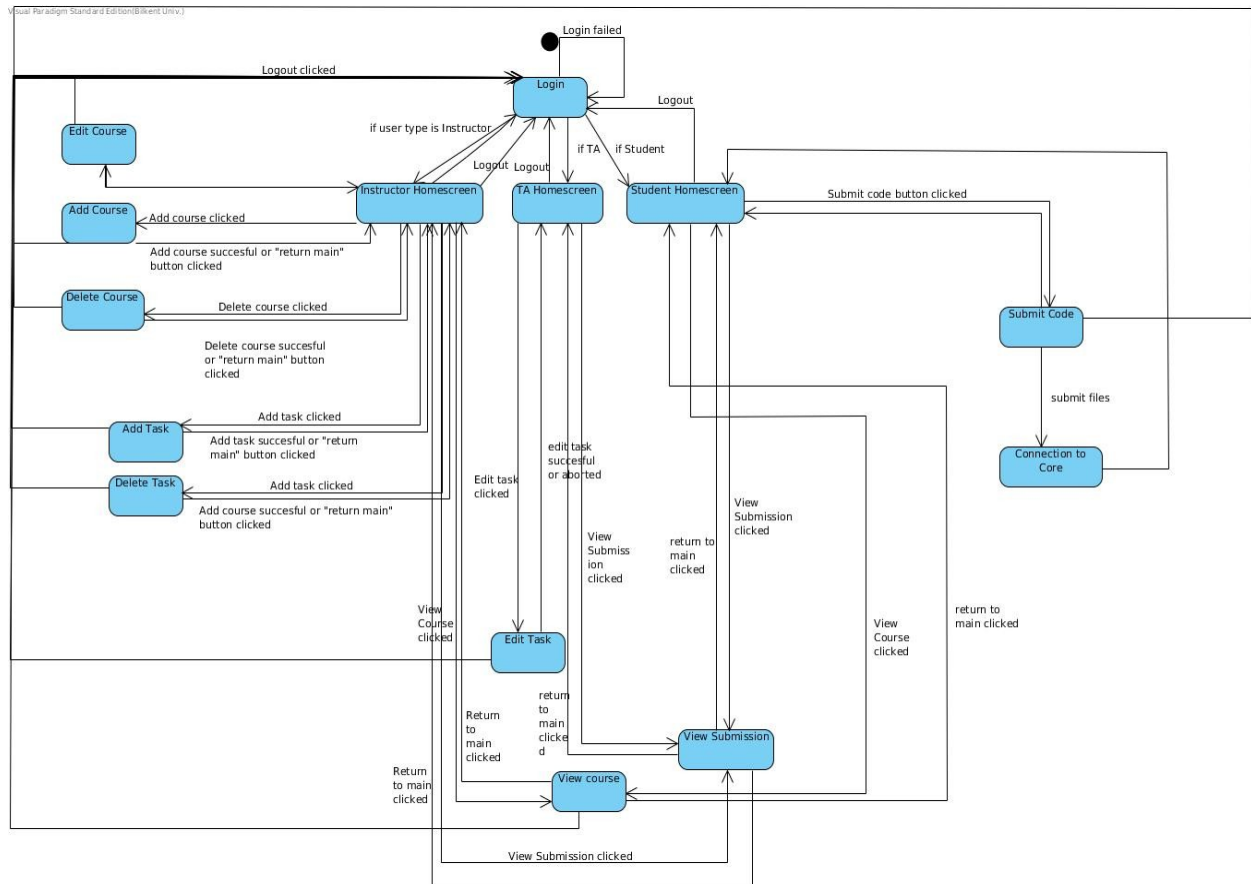 Visual Paradigm Standard Edition(Bilkent Univ.)
Login failed
Logout clicked
Login
Logout
Edit Course
if user type is Instructor
if TA
if Student
Logout
Logout
Instructor Homescreen
TA Homescreen
Student Homescreen
Submit code button clicked
Add Course
Add course clicked
Add course succesful or "return main"
button clicked
Delete Course
Delete course clicked
Submit Code
Delete course succesful
or "return main" button
clicked
submit files
Add task clicked
Add Task
Add task succesful or "return
main" button clicked
edit task
succesful
or aborted
Connection to
Core
Delete Task
Add task clicked
Edit task
clicked
Add course succesful or "return main"
button clicked
View
Submission
clicked
View
Submiss
ion
clicked
return to
main
clicked
View
Course
clicked
Edit Task
View
Course
clicked
return to
main clicked
return
to
main
clicke
d
Return
to
main
clicked
View Submission
Return
to main
clicked
View course
View Submission clicked